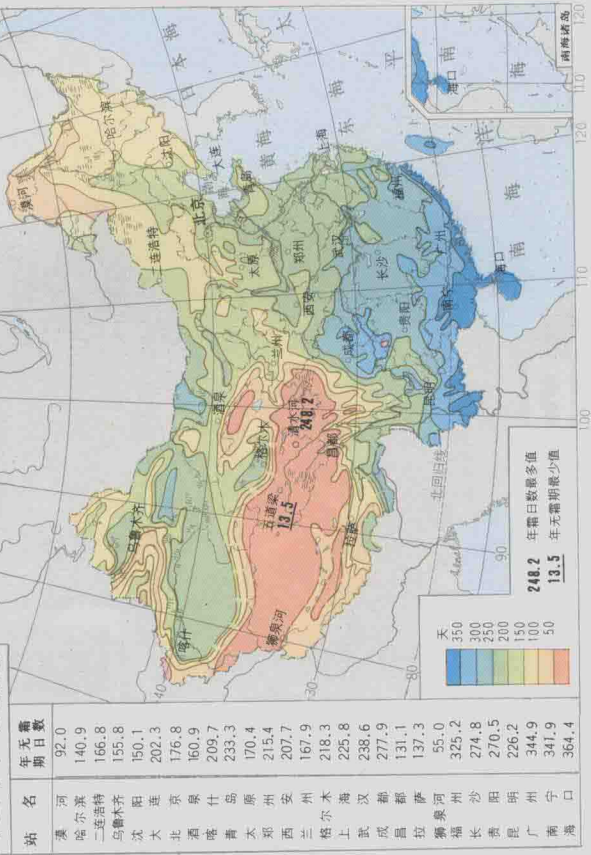 站 名 年无霜期日数
漠河 92.0
哈尔滨 140.9
二连浩特 166.8
乌鲁木齐 155.8
沈阳 150.1
大连 202.3
北京 176.8
酒泉 160.9
喀什 209.7
青岛 233.3
太原 170.4
郑州 215.4
西安 207.7
兰州 167.9
格尔木 218.3
上海 225.8
武汉 238.6
成都 277.9
昌都 131.1
拉萨 137.3
狮泉河 55.0
福州 325.2
长沙 274.8
贵阳 270.5
昆明 226.2
广州 344.9
南宁 341.9
海口 364.4
漠河
哈尔滨
沈阳
二连浩特
北京
大连
渤海
青岛
太原
郑州
西安
兰州
酒泉
乌鲁木齐
喀什
格尔木
清水河
248.2
五道梁
13.5
昌都
拉萨
狮泉河
上海
武汉
成都
长沙
贵阳
昆明
福州
广州
南宁
海口
日本海
黄海
东海
南海
太平洋
北回归线
40
30
80
90
100
110
120
天
350
300
250
200
150
100
50
248.2 年霜日数最多值
13.5 年无霜期最少值
海口
南海
南海诸岛
110
120